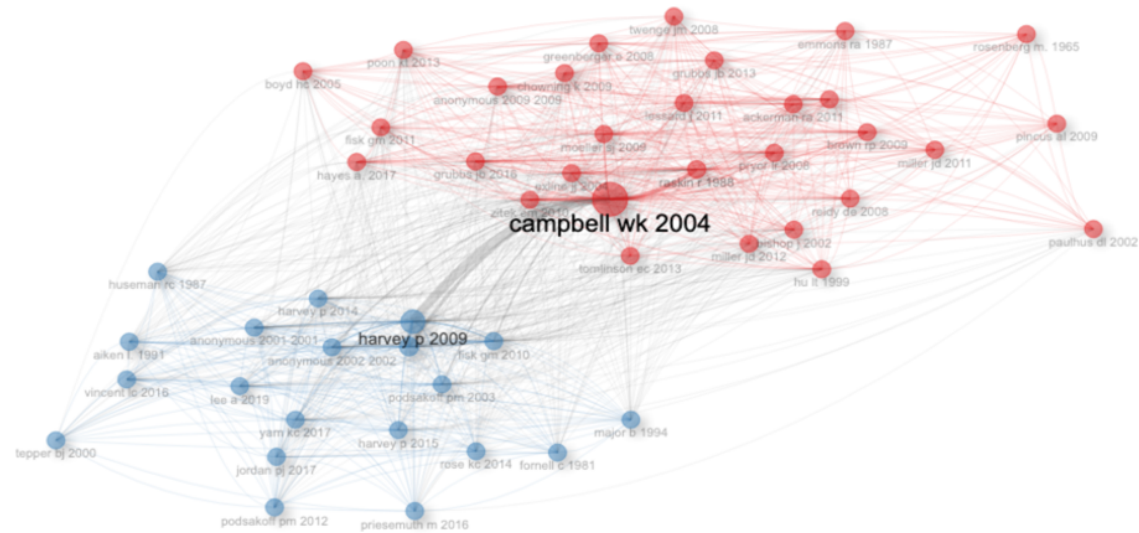 twenge jm 2008
emmons ra 1987
rosenberg m. 1965
greenberger e 2008
poon kt 2013
grubbs jb 2013
boyd hc 2005
chowning k 2009
anonymous 2009 2009
lessard j 2011
ackerman ra 2011
fisk gm 2011
moeller sj 2009
brown rp 2009
pincus al 2009
miller jd 2011
pryor lr 2008
hayes a. 2017
grubbs jb 2016
raskin r 1988
zitek em 2010
reidy de 2008
campbell wk 2004
bishop j 2002
paulhus dl 2002
miller jd 2012
tomlinson ec 2013
hu lt 1999
huseman rc 1987
harvey p 2014
anonymous 2001 2001
harvey p 2009
aiken l. 1991
anonymous 2002 2002
fisk gm 2010
vincent lc 2016
lee a 2019
podsakoff pm 2003
yam kc 2017
harvey p 2015
major b 1994
tepper bj 2000
jordan pj 2017
rose kc 2014
fornell c 1981
podsakoff pm 2012
priesemuth m 2016